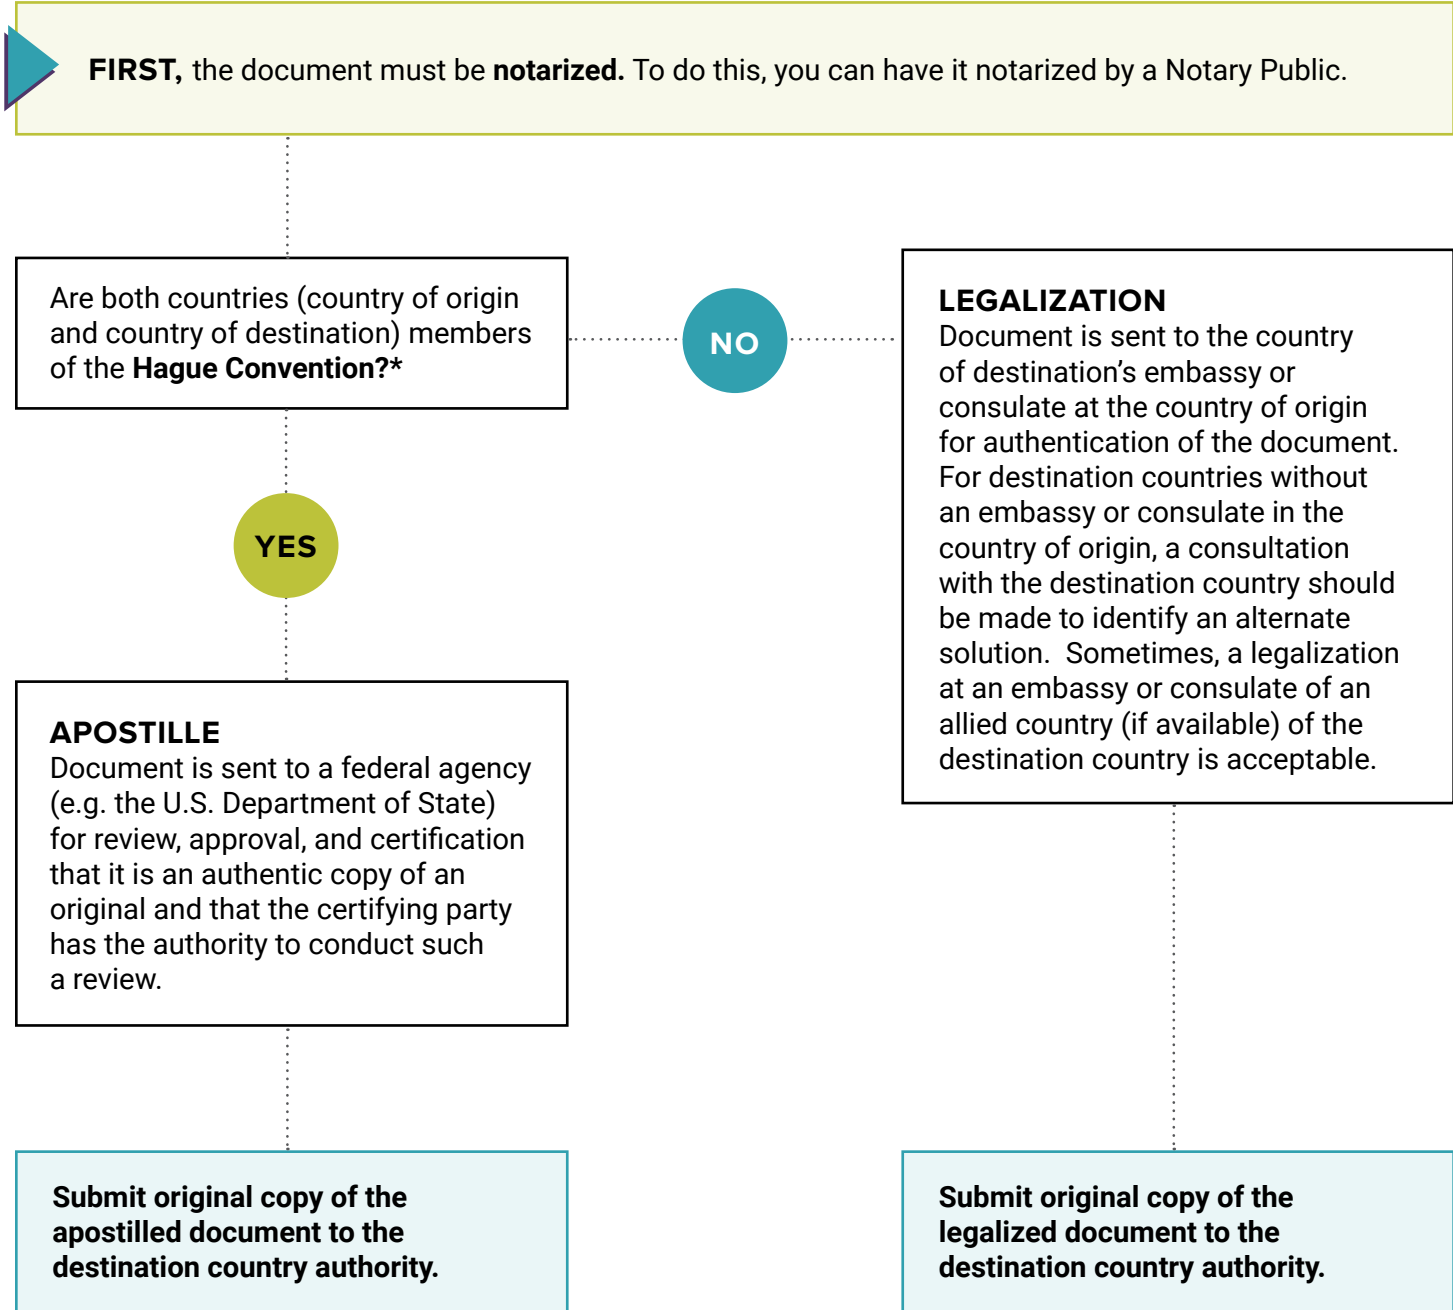 FIRST, the document must be notarized. To do this, you can have it notarized by a Notary Public.
Are both countries (country of origin
and country of destination) members
of the Hague Convention?*
NO
LEGALIZATION
Document is sent to the country
of destination's embassy or
consulate at the country of origin
for authentication of the document.
For destination countries without
an embassy or consulate in the
country of origin, a consultation
with the destination country should
be made to identify an alternate
solution.  Sometimes, a legalization
at an embassy or consulate of an
allied country (if available) of the
destination country is acceptable.
YES
APOSTILLE
Document is sent to a federal agency
(e.g. the U.S. Department of State)
for review, approval, and certification
that it is an authentic copy of an
original and that the certifying party
has the authority to conduct such
a review.
Submit original copy of the
apostilled document to the
destination country authority.
Submit original copy of the
legalized document to the
destination country authority.